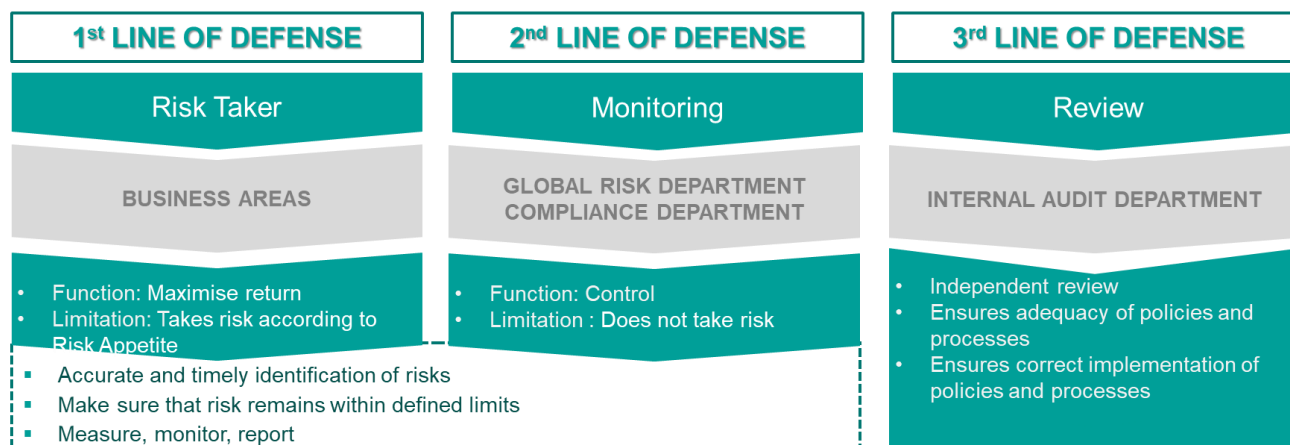 1st LINE OF DEFENSE
Risk Taker
BUSINESS AREAS
• Function: Maximise return
• Limitation: Takes risk according to
Risk Appetite
2nd LINE OF DEFENSE
Monitoring
GLOBAL RISK DEPARTMENT
COMPLIANCE DEPARTMENT
• Function: Control
• Limitation : Does not take risk
▪ Accurate and timely identification of risks
▪ Make sure that risk remains within defined limits
▪ Measure, monitor, report
3rd LINE OF DEFENSE
Review
INTERNAL AUDIT DEPARTMENT
• Independent review
• Ensures adequacy of policies and
processes
• Ensures correct implementation of
policies and processes